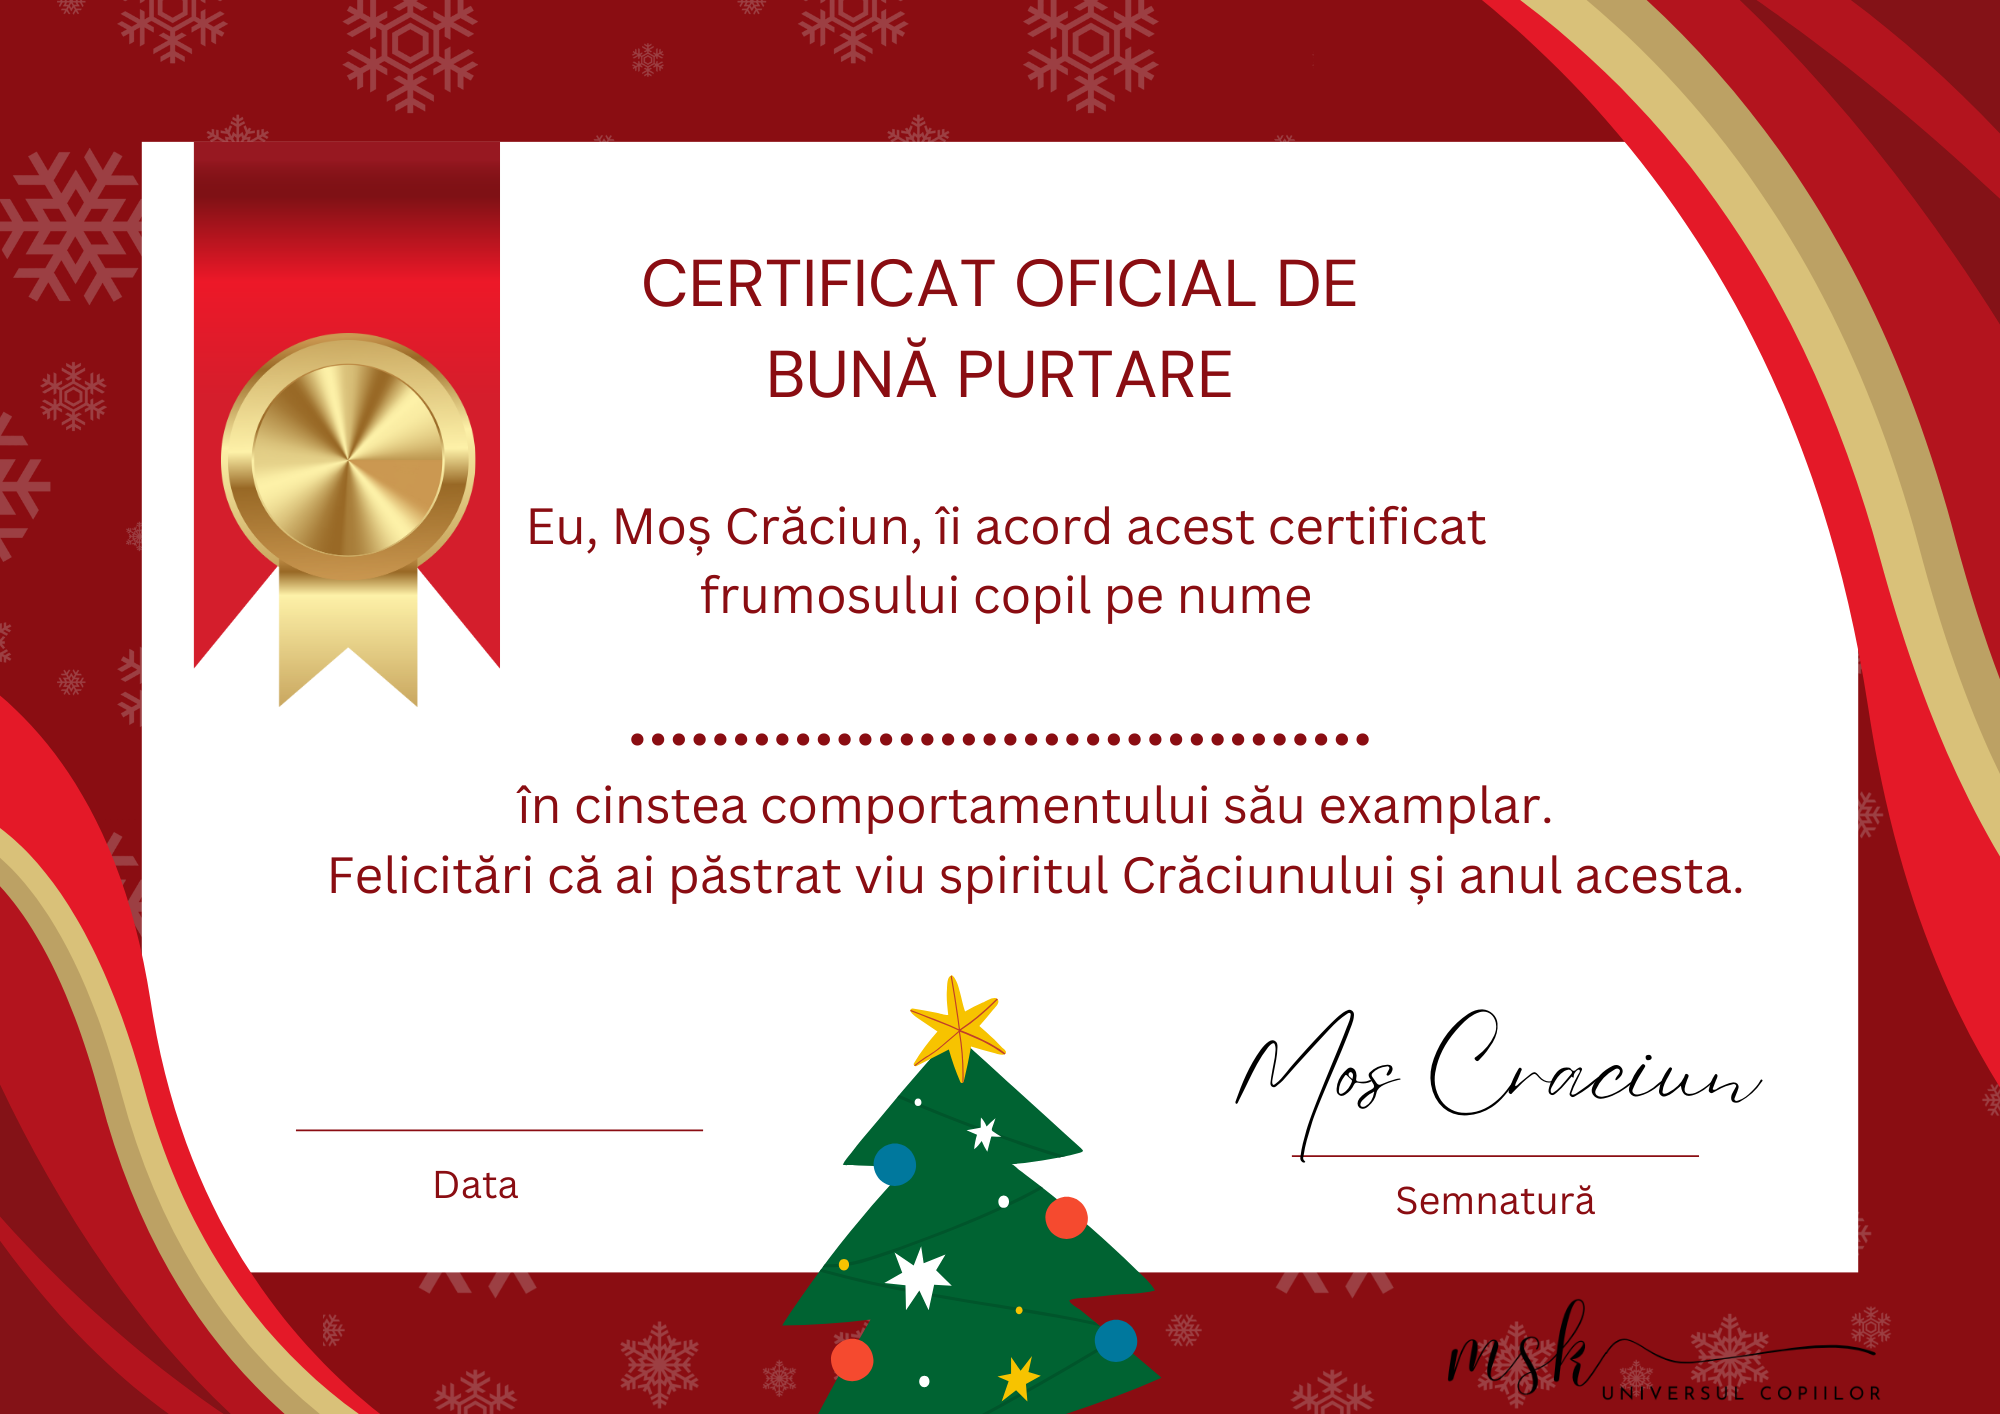 CERTIFICAT OFICIAL DE
BUNĂ PURTARE
Eu, Moș Crăciun, îi acord acest certificat
frumosului copil pe nume
....................................
în cinstea comportamentului său examplar.
Felicitări că ai păstrat viu spiritul Crăciunului și anul acesta.
Mos Craciun
Data
Semnatură
msk
UNIVERSUL COPIILOR